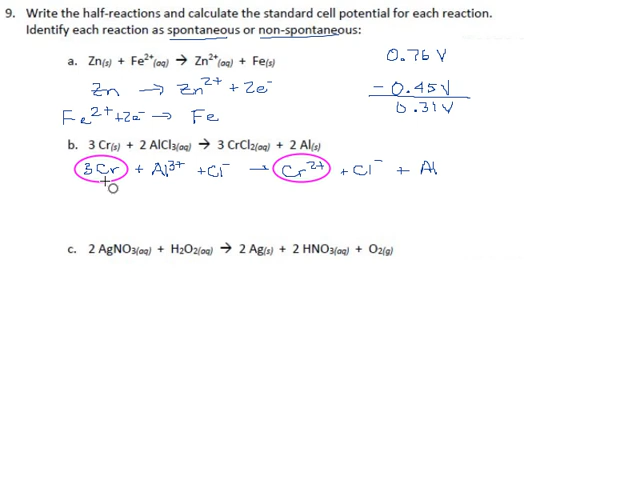 9. Write the half-reactions and calculate the standard cell potential for each reaction.
Identify each reaction as spontaneous or non-spontaneous:
a. Zn(s) + Fe²⁺(aq) → Zn²⁺(aq) + Fe(s)
0.76 V
Zn → Zn²⁺ + 2e⁻
- 0.45 V
Fe²⁺ + 2e⁻ → Fe
0.31 V
b. 3 Cr(s) + 2 AlCl3(aq) → 3 CrCl2(aq) + 2 Al(s)
3 Cr + Al³⁺ + Cl⁻ → Cr²⁺ + Cl⁻ + Al
c. 2 AgNO3(aq) + H2O2(aq) → 2 Ag(s) + 2 HNO3(aq) + O2(g)